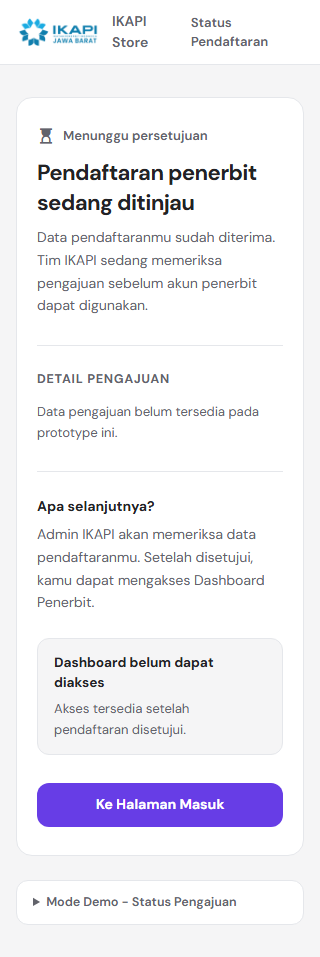 IKAPI
JAWA BARAT
IKAPI
Store
Status
Pendaftaran
Menunggu persetujuan
Pendaftaran penerbit
sedang ditinjau
Data pendaftaranmu sudah diterima.
Tim IKAPI sedang memeriksa
pengajuan sebelum akun penerbit
dapat digunakan.
DETAIL PENGAJUAN
Data pengajuan belum tersedia pada
prototype ini.
Apa selanjutnya?
Admin IKAPI akan memeriksa data
pendaftaranmu. Setelah disetujui,
kamu dapat mengakses Dashboard
Penerbit.
Dashboard belum dapat
diakses
Akses tersedia setelah
pendaftaran disetujui.
Ke Halaman Masuk
Mode Demo - Status Pengajuan